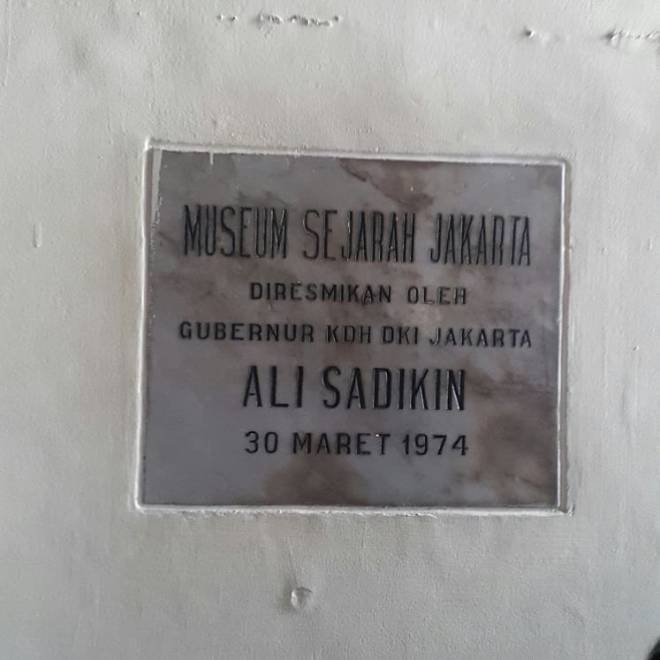 MUSEUM SEJARAH JAKARTA
DIRESMIKAN OLEH
GUBERNUR KDH DKI JAKARTA
ALI SADIKIN
30 MARET 1974